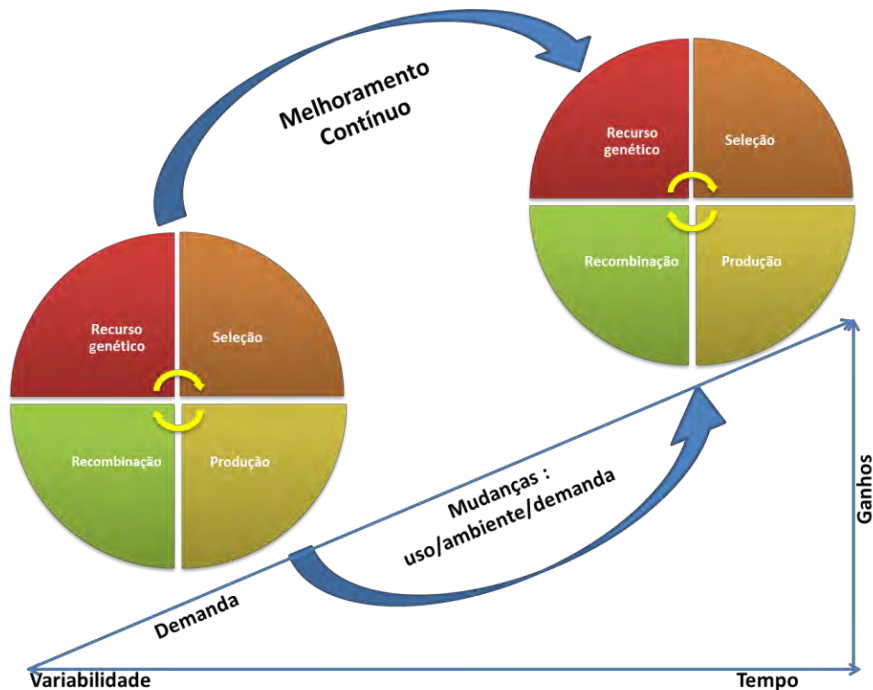 Melhoramento
Contínuo
Recurso
genético
Seleção
Recombinação
Produção
Recurso
genético
Seleção
Recombinação
Produção
Mudanças :
uso/ambiente/demanda
Demanda
Ganhos
Variabilidade
Tempo